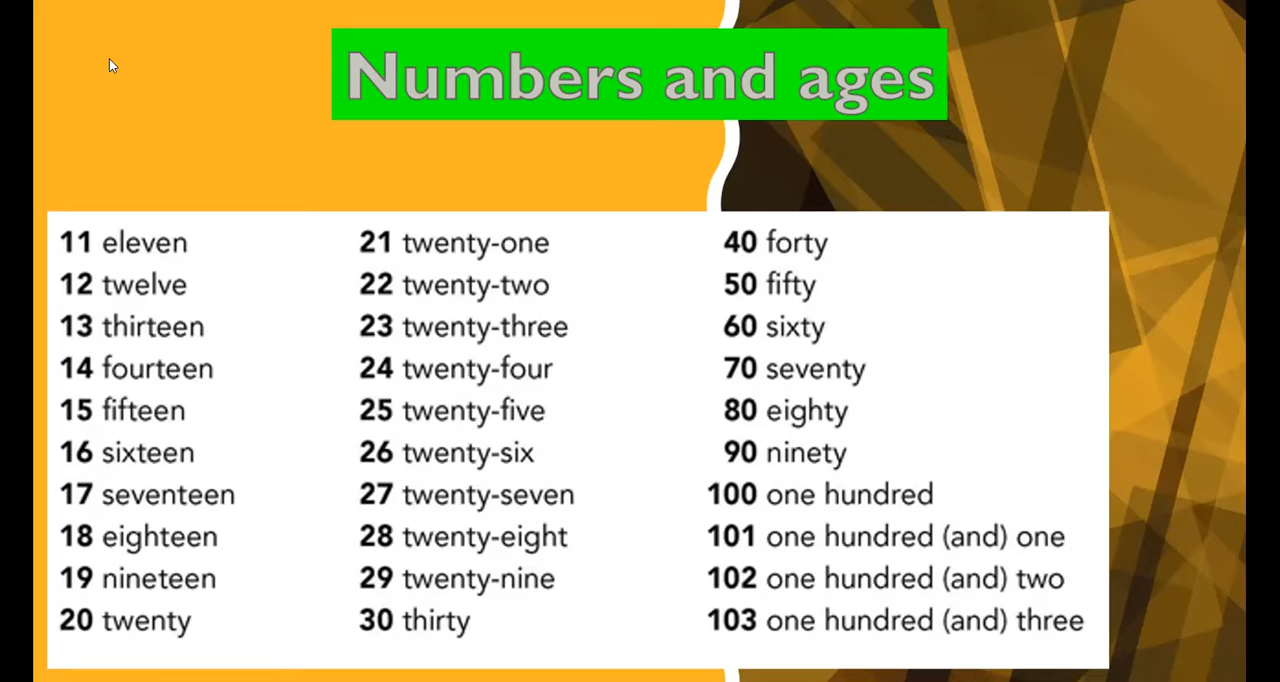 Numbers and ages
11 eleven
12 twelve
13 thirteen
14 fourteen
15 fifteen
16 sixteen
17 seventeen
18 eighteen
19 nineteen
20 twenty
21 twenty-one
22 twenty-two
23 twenty-three
24 twenty-four
25 twenty-five
26 twenty-six
27 twenty-seven
28 twenty-eight
29 twenty-nine
30 thirty
40 forty
50 fifty
60 sixty
70 seventy
80 eighty
90 ninety
100 one hundred
101 one hundred (and) one
102 one hundred (and) two
103 one hundred (and) three